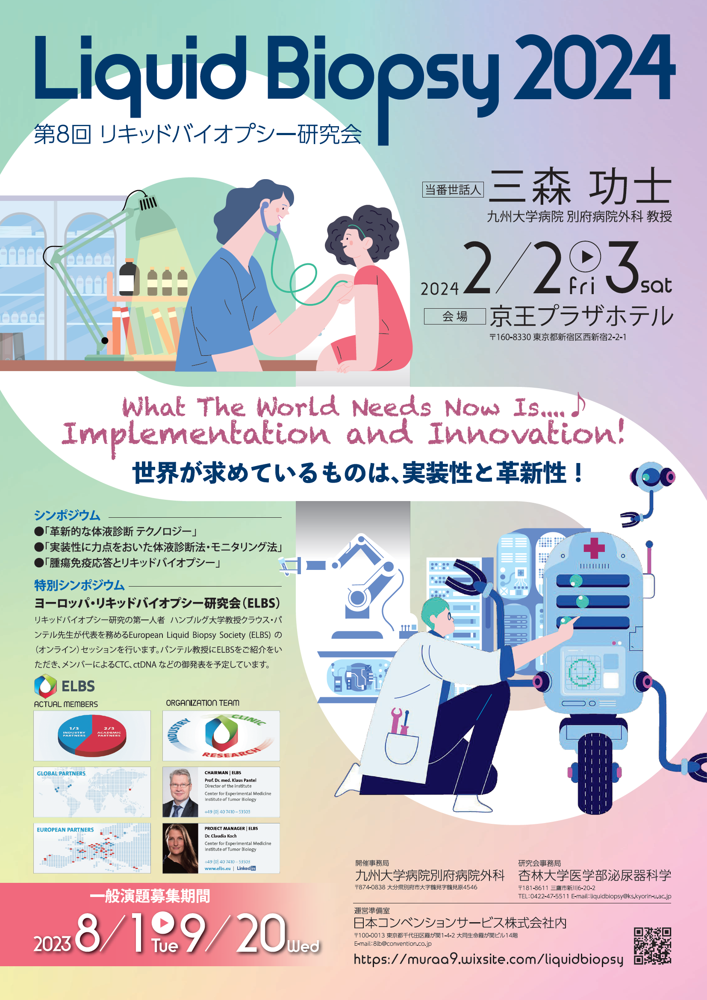 Liquid Biopsy 2024
第8回 リキッドバイオプシー研究会
当番世話人 三森 功士
九州大学病院 別府病院外科 教授
2024 2/2 fri 3 sat
会場 京王プラザホテル
〒160-8330 東京都新宿区西新宿2-2-1
What The World Needs Now Is....♪
Implementation and Innovation!
世界が求めているものは、実装性と革新性！
シンポジウム
●「革新的な体液診断 テクノロジー」
●「実装性に力点をおいた体液診断法・モニタリング法」
●「腫瘍免疫応答とリキッドバイオプシー」
特別シンポジウム
ヨーロッパ・リキッドバイオプシー研究会（ELBS）
リキッドバイオプシー研究の第一人者 ハンブルグ大学教授クラウス・パ
ンテル先生が代表を務めるEuropean Liquid Biopsy Society (ELBS) の
（オンライン）セッションを行います。パンテル教授にELBSをご紹介をい
ただき、メンバーによるCTC、ctDNA などの御発表を予定しています。
ELBS
ACTUAL MEMBERS
1/3
INDUSTRY
PARTNERS
2/3
ACADEMIC
PARTNERS
GLOBAL PARTNERS
EUROPEAN PARTNERS
ORGANIZATION TEAM
INDUSTRY
CLINIC
RESEARCH
CHAIRMAN | ELBS
Prof. Dr. med. Klaus Pantel
Director of the institute
Center for Experimental Medicine
Institute of Tumor Biology
+49 (0) 40 7410 – 53503
PROJECT MANAGER | ELBS
Dr. Claudia Koch
Center for Experimental Medicine
Institute of Tumor Biology
+49 (0) 40 7410 – 53503
www.elbs.eu | Linked in
一般演題募集期間
2023 8/1 Tue 9/20 Wed
開催事務局
九州大学病院別府病院外科
〒874-0838 大分県別府市大字鶴見字鶴見原4546
研究会事務局
杏林大学医学部泌尿器科学
〒181-8611 三鷹市新川6-20-2
TEL：0422-47-5511 E-mail：liquidbiopsy@ks.kyorin-u.ac.jp
運営準備室
日本コンベンションサービス株式会社内
〒100-0013 東京都千代田区霞が関1-4-2 大同生命霞が関ビル14階
E-mail：8lb@convention.co.jp
https://muraa9.wixsite.com/liquidbiopsy